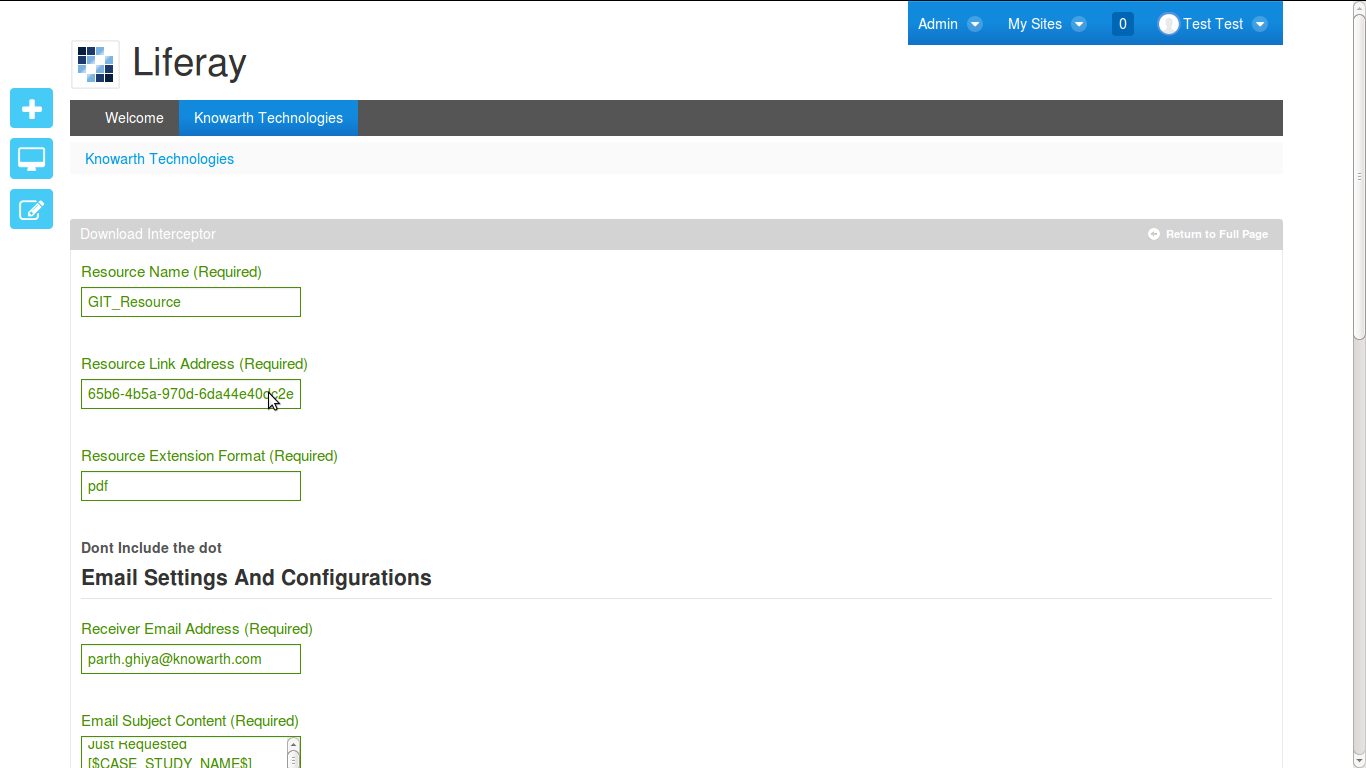 Admin My Sites 0 Test Test
Liferay
Welcome Knowarth Technologies
Knowarth Technologies
Download Interceptor Return to Full Page
Resource Name (Required)
GIT_Resource
Resource Link Address (Required)
65b6-4b5a-970d-6da44e40dc2e
Resource Extension Format (Required)
pdf
Dont Include the dot
Email Settings And Configurations
Receiver Email Address (Required)
parth.ghiya@knowarth.com
Email Subject Content (Required)
Just Requested
[$CASE_STUDY_NAME$]